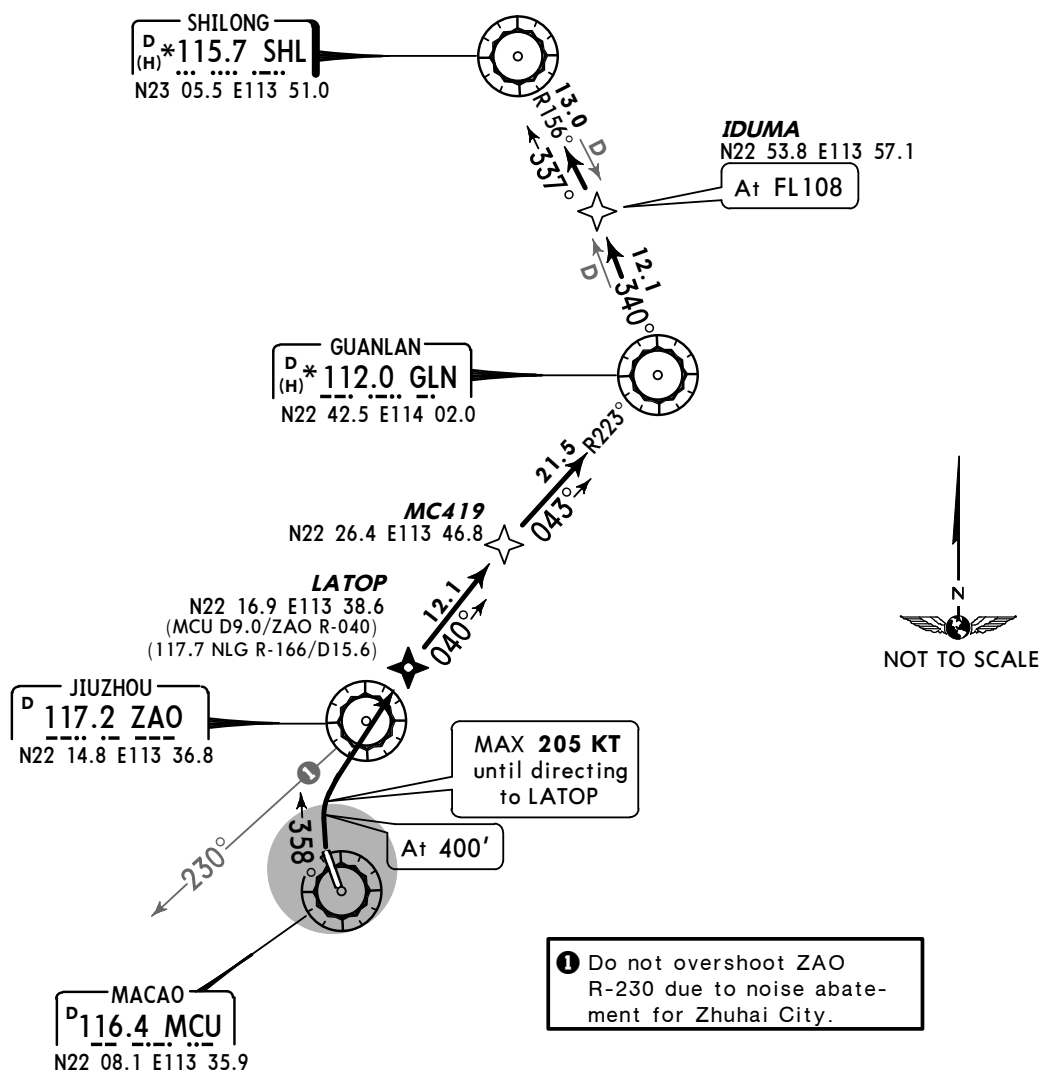 SHILONG
D
(H)
*115.7 SHL
N23 05.5 E113 51.0
13.0
R156°
337°
D
IDUMA
N22 53.8 E113 57.1
At FL108
D
12.1
340°
GUANLAN
D
(H)
*112.0 GLN
N22 42.5 E114 02.0
R223°
21.5
043°
MC419
N22 26.4 E113 46.8
LATOP
N22 16.9 E113 38.6
(MCU D9.0/ZAO R-040)
(117.7 NLG R-166/D15.6)
12.1
040°
N
NOT TO SCALE
JIUZHOU
D
117.2 ZAO
N22 14.8 E113 36.8
1
230°
358°
MAX 205 KT
until directing
to LATOP
At 400'
MACAO
D
116.4 MCU
N22 08.1 E113 35.9
1 Do not overshoot ZAO
R-230 due to noise abate-
ment for Zhuhai City.